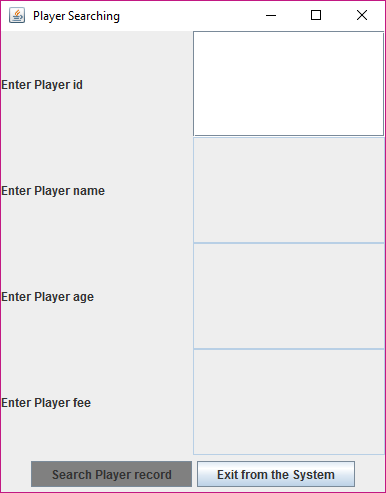 Player Searching
Enter Player id
Enter Player name
Enter Player age
Enter Player fee
Search Player record
Exit from the System